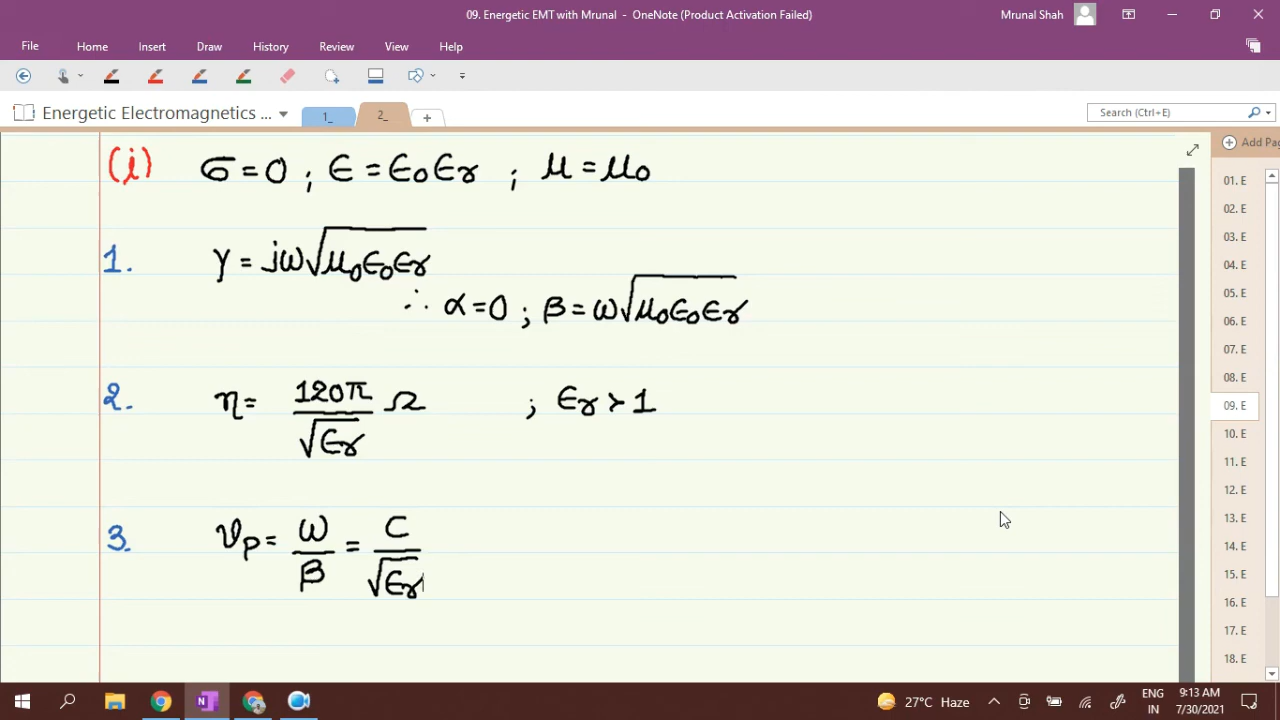 09. Energetic EMT with Mrunal - OneNote (Product Activation Failed)
Mrunal Shah
File Home Insert Draw History Review View Help
Energetic Electromagnetics ... 1_ 2_
Search (Ctrl+E)
Add Pag
(i) σ = 0 ; ϵ = ϵ₀ϵᵣ ; μ = μ₀
1. γ = jω√μ₀ϵ₀ϵᵣ
∴ α = 0 ; β = ω√μ₀ϵ₀ϵᵣ
2. η = 120π/√ϵᵣ Ω ; ϵᵣ > 1
3. 𝜗p = ω/β = C/√ϵᵣ
01. E
02. E
03. E
04. E
05. E
06. E
07. E
08. E
09. E
10. E
11. E
12. E
13. E
14. E
15. E
16. E
17. E
18. E
27°C Haze
ENG
IN
9:13 AM
7/30/2021